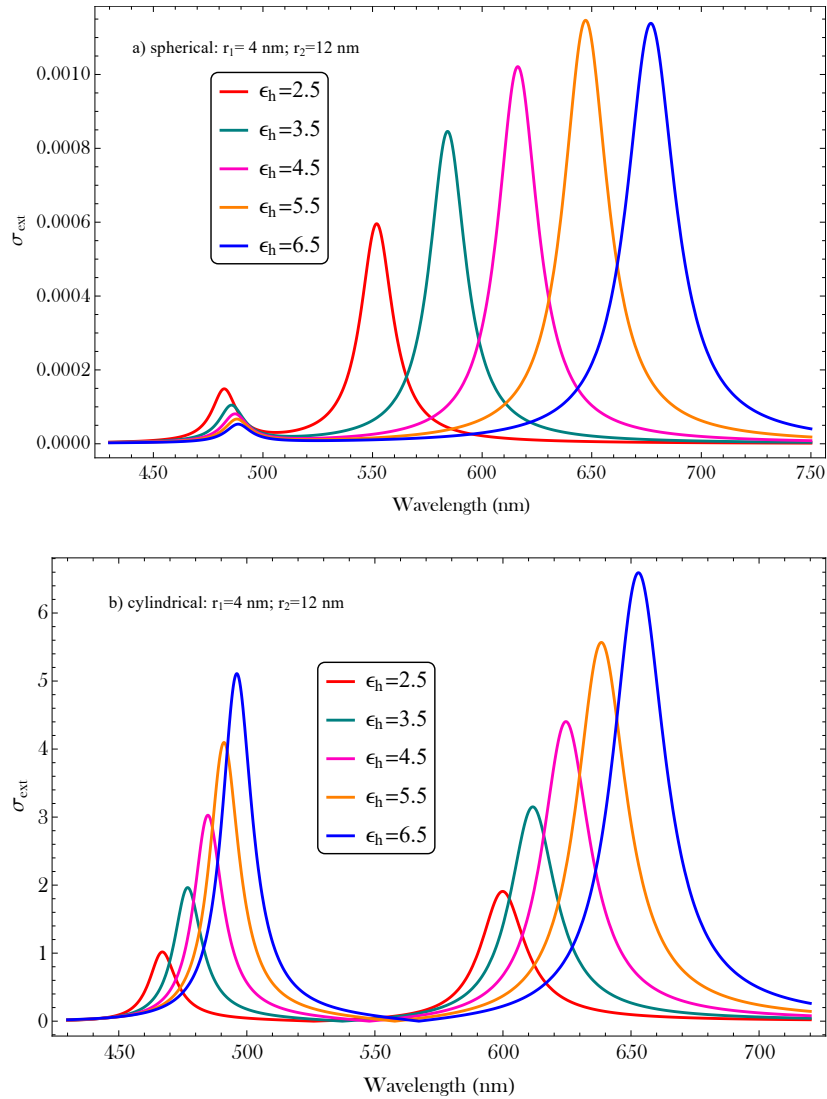 a) spherical: r₁= 4 nm; r₂=12 nm
ϵₕ=2.5
ϵₕ=3.5
ϵₕ=4.5
ϵₕ=5.5
ϵₕ=6.5
σₑₓₜ
0.0010
0.0008
0.0006
0.0004
0.0002
0.0000
450 500 550 600 650 700 750
Wavelength (nm)
b) cylindrical: r₁=4 nm; r₂=12 nm
ϵₕ=2.5
ϵₕ=3.5
ϵₕ=4.5
ϵₕ=5.5
ϵₕ=6.5
σₑₓₜ
6
5
4
3
2
1
0
450 500 550 600 650 700
Wavelength (nm)